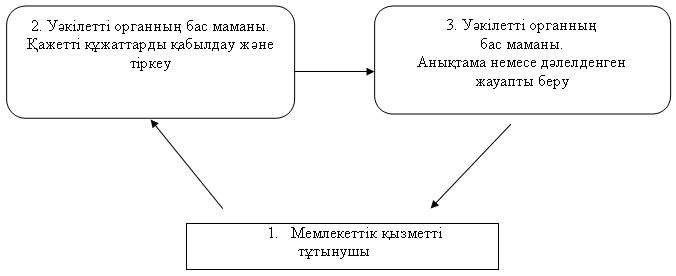 2. Уәкілетті органның бас маманы.
Қажетті құжаттарды қабылдау және
тіркеу
3. Уәкілетті органның
бас маманы.
Анықтама немесе дәлелденген
жауапты беру
1. Мемлекеттік қызметті
тұтынушы